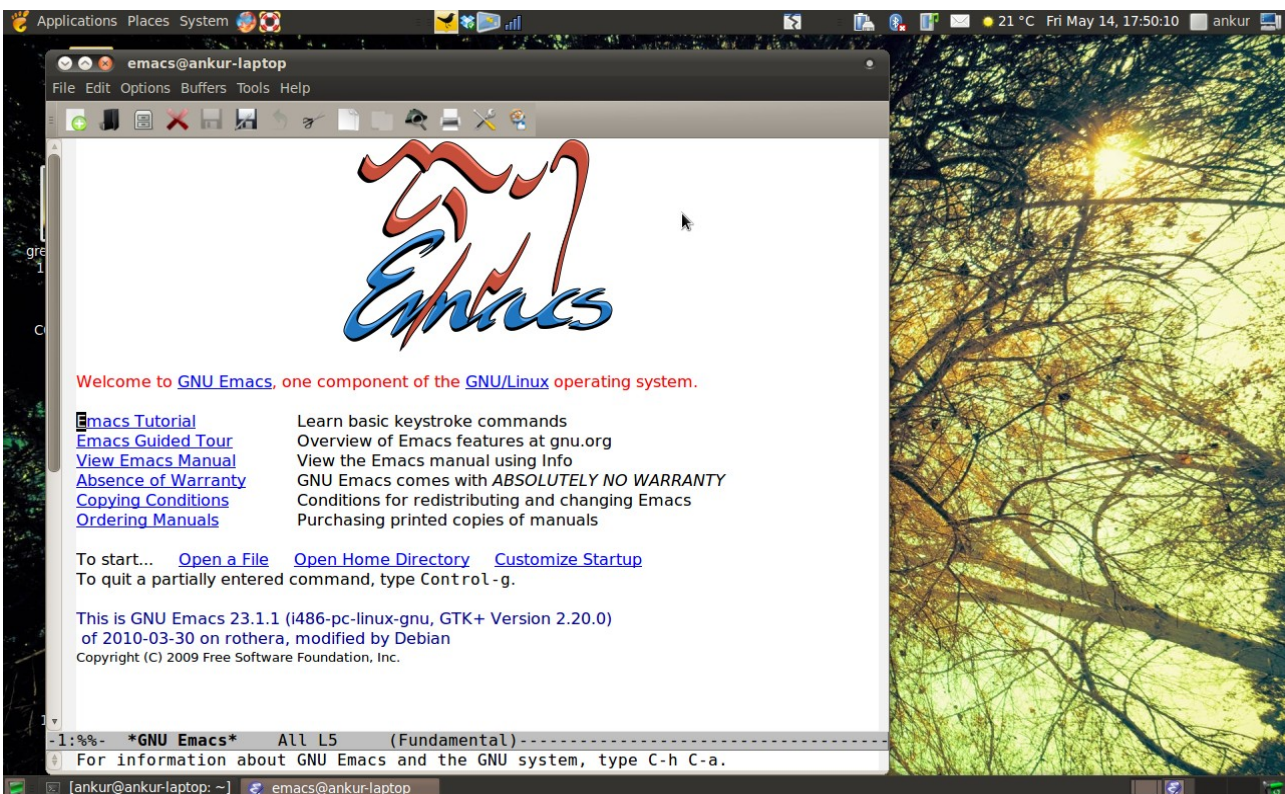 Applications Places System 21 °C Fri May 14, 17:50:10 ankur
emacs@ankur-laptop
File Edit Options Buffers Tools Help
Emacs
Welcome to GNU Emacs, one component of the GNU/Linux operating system.
Emacs Tutorial Learn basic keystroke commands
Emacs Guided Tour Overview of Emacs features at gnu.org
View Emacs Manual View the Emacs manual using Info
Absence of Warranty GNU Emacs comes with ABSOLUTELY NO WARRANTY
Copying Conditions Conditions for redistributing and changing Emacs
Ordering Manuals Purchasing printed copies of manuals
To start... Open a File Open Home Directory Customize Startup
To quit a partially entered command, type Control-g.
This is GNU Emacs 23.1.1 (i486-pc-linux-gnu, GTK+ Version 2.20.0)
of 2010-03-30 on rothera, modified by Debian
Copyright (C) 2009 Free Software Foundation, Inc.
-1:%%- *GNU Emacs* All L5 (Fundamental)-----------------------------------
For information about GNU Emacs and the GNU system, type C-h C-a.
[ankur@ankur-laptop: ~] emacs@ankur-laptop